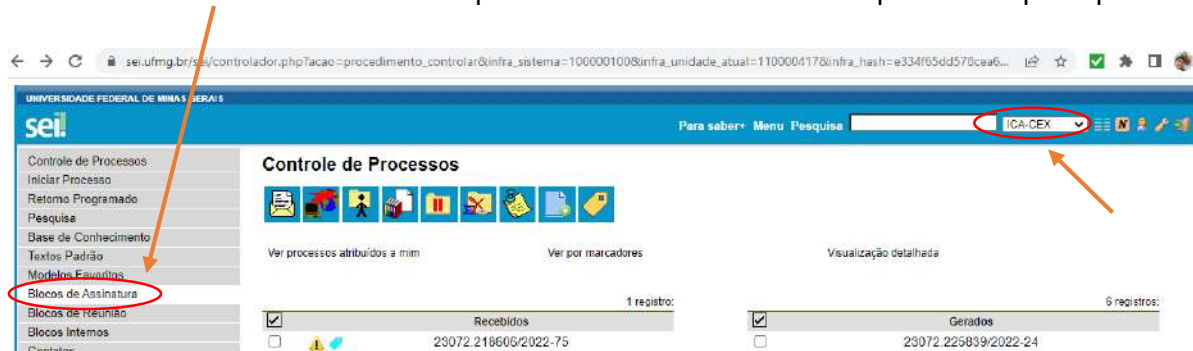 sei.ufmg.br/sei/controlador.php?acao=procedimento_controlar&infra_sistema=100000100&infra_unidade_atual=110000417&infra_hash=e334f65dd578cea6...
UNIVERSIDADE FEDERAL DE MINAS GERAIS
sei! Para saber+ Menu Pesquisa ICA-CEX
Controle de Processos
Iniciar Processo
Retorno Programado
Pesquisa
Base de Conhecimento
Textos Padrão
Modelos Favoritos
Blocos de Assinatura
Blocos de Reunião
Blocos Internos
Contatos
Controle de Processos
Ver processos atribuídos a mim Ver por marcadores Visualização detalhada
1 registro:
Recebidos
23072.218606/2022-75
6 registros:
Gerados
23072.225839/2022-24